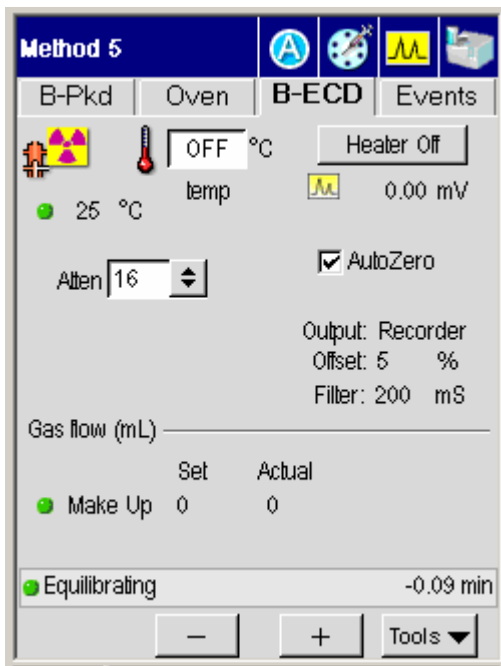 Method 5
A
B-Pkd Oven B-ECD Events
OFF °C Heater Off
temp 0.00 mV
25 °C
Atten 16 AutoZero
Output: Recorder
Offset: 5 %
Filter: 200 mS
Gas flow (mL)
Set Actual
Make Up 0 0
Equilibrating -0.09 min
− + Tools